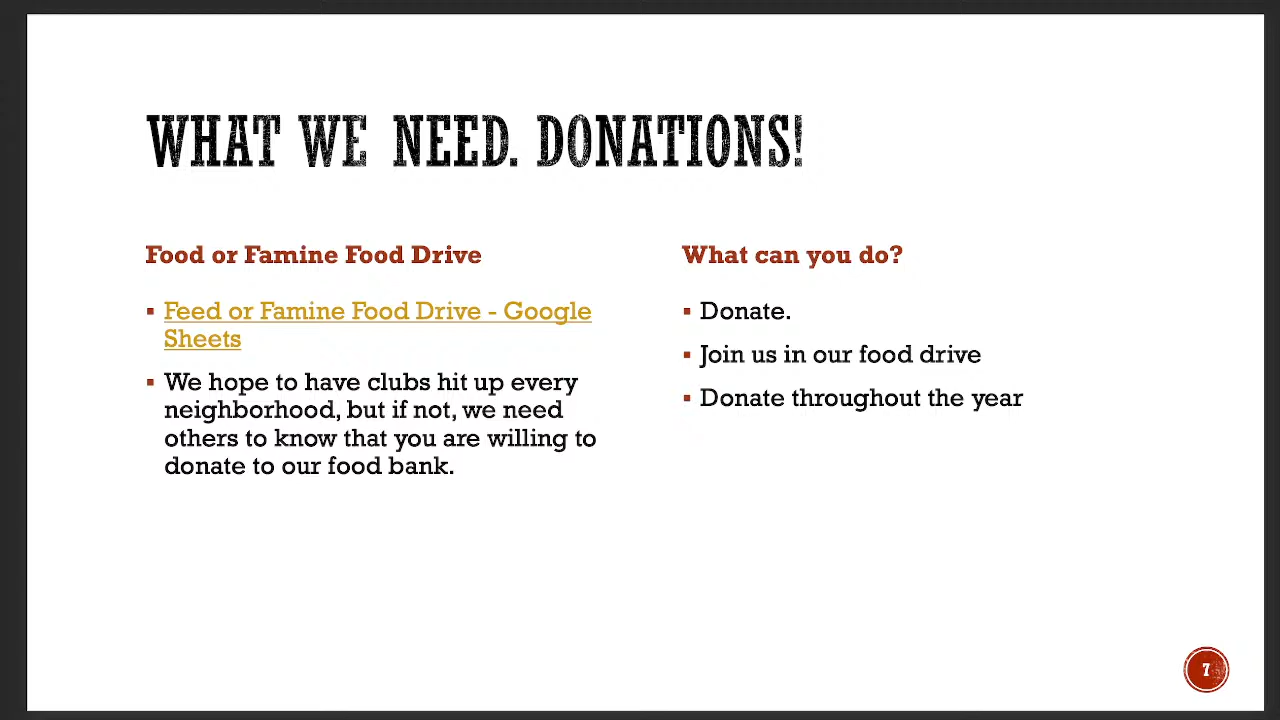 WHAT WE NEED. DONATIONS!
Food or Famine Food Drive
Feed or Famine Food Drive - Google
Sheets
We hope to have clubs hit up every
neighborhood, but if not, we need
others to know that you are willing to
donate to our food bank.
What can you do?
Donate.
Join us in our food drive
Donate throughout the year
7